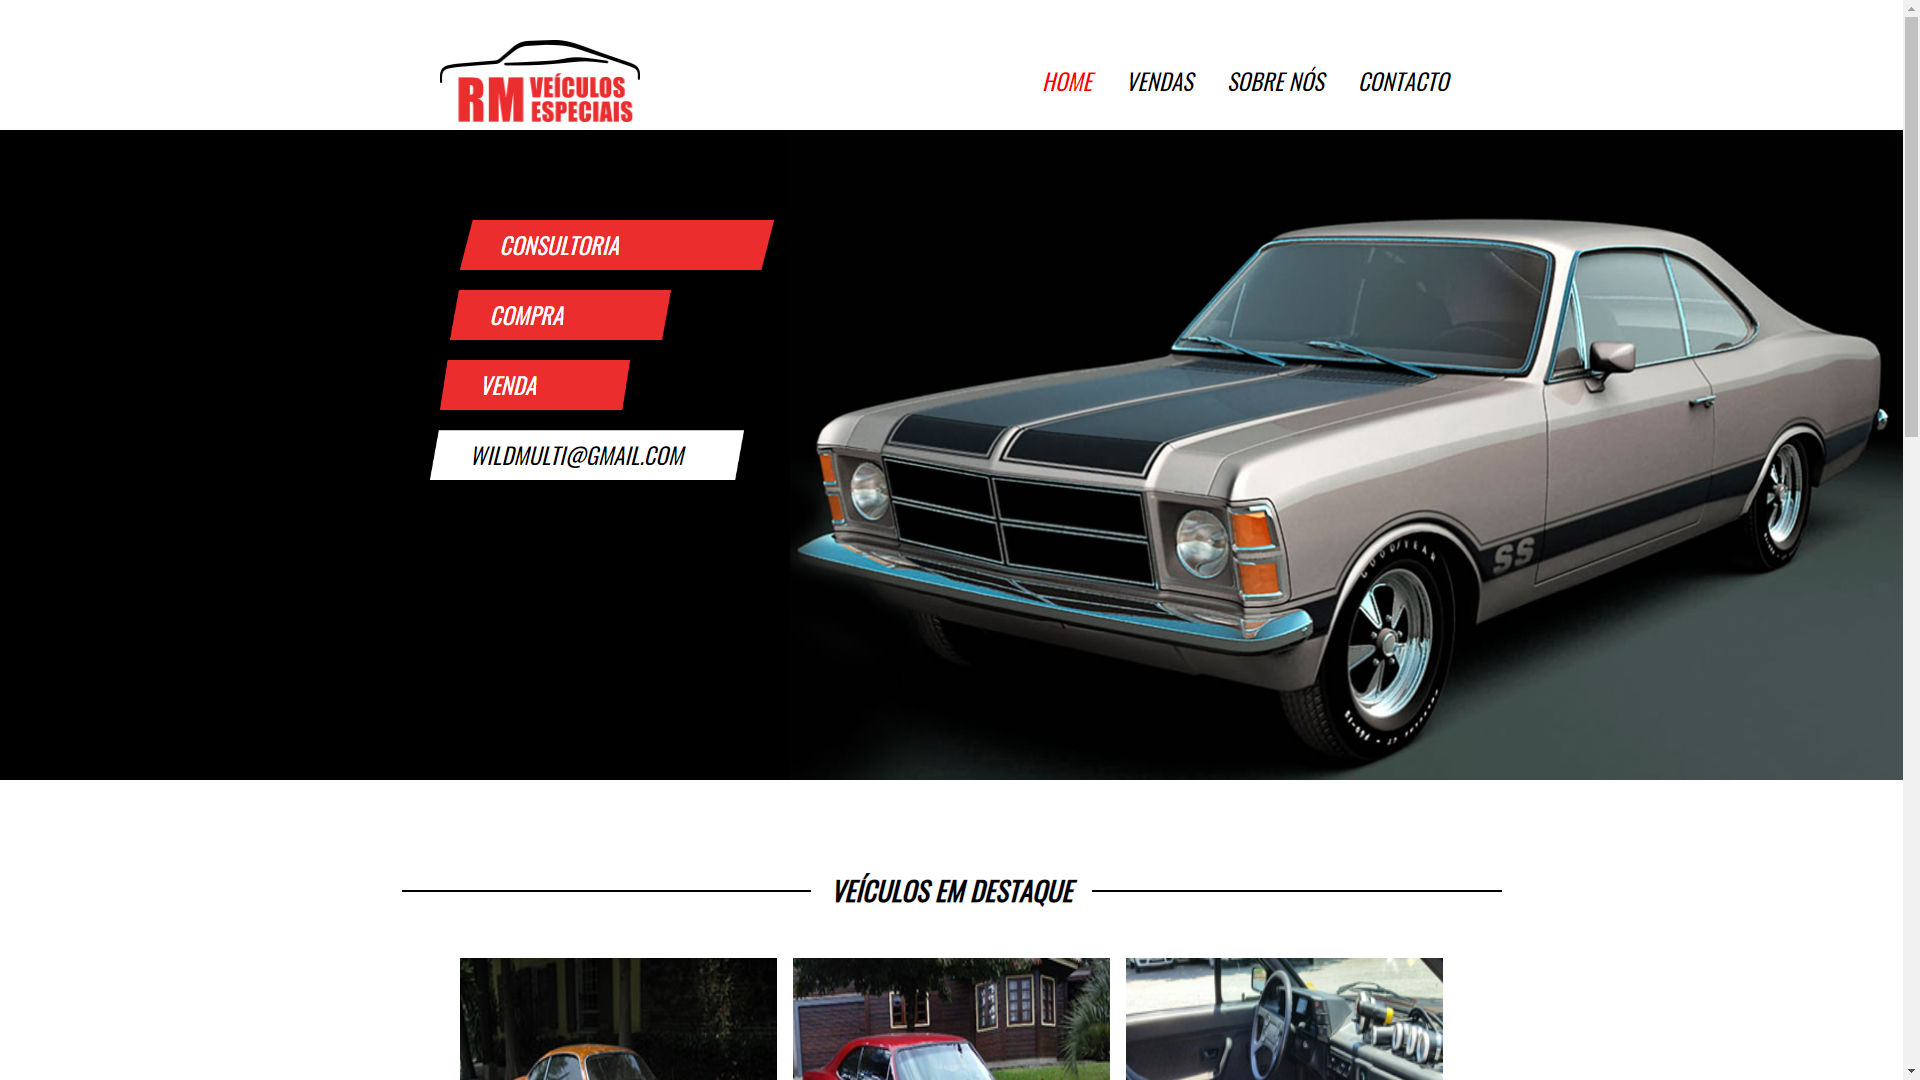 RM VEÍCULOS
ESPECIAIS
HOME VENDAS SOBRE NÓS CONTACTO
CONSULTORIA
COMPRA
VENDA
WILDMULTI@GMAIL.COM
GOODYEAR
SS
VEÍCULOS EM DESTAQUE